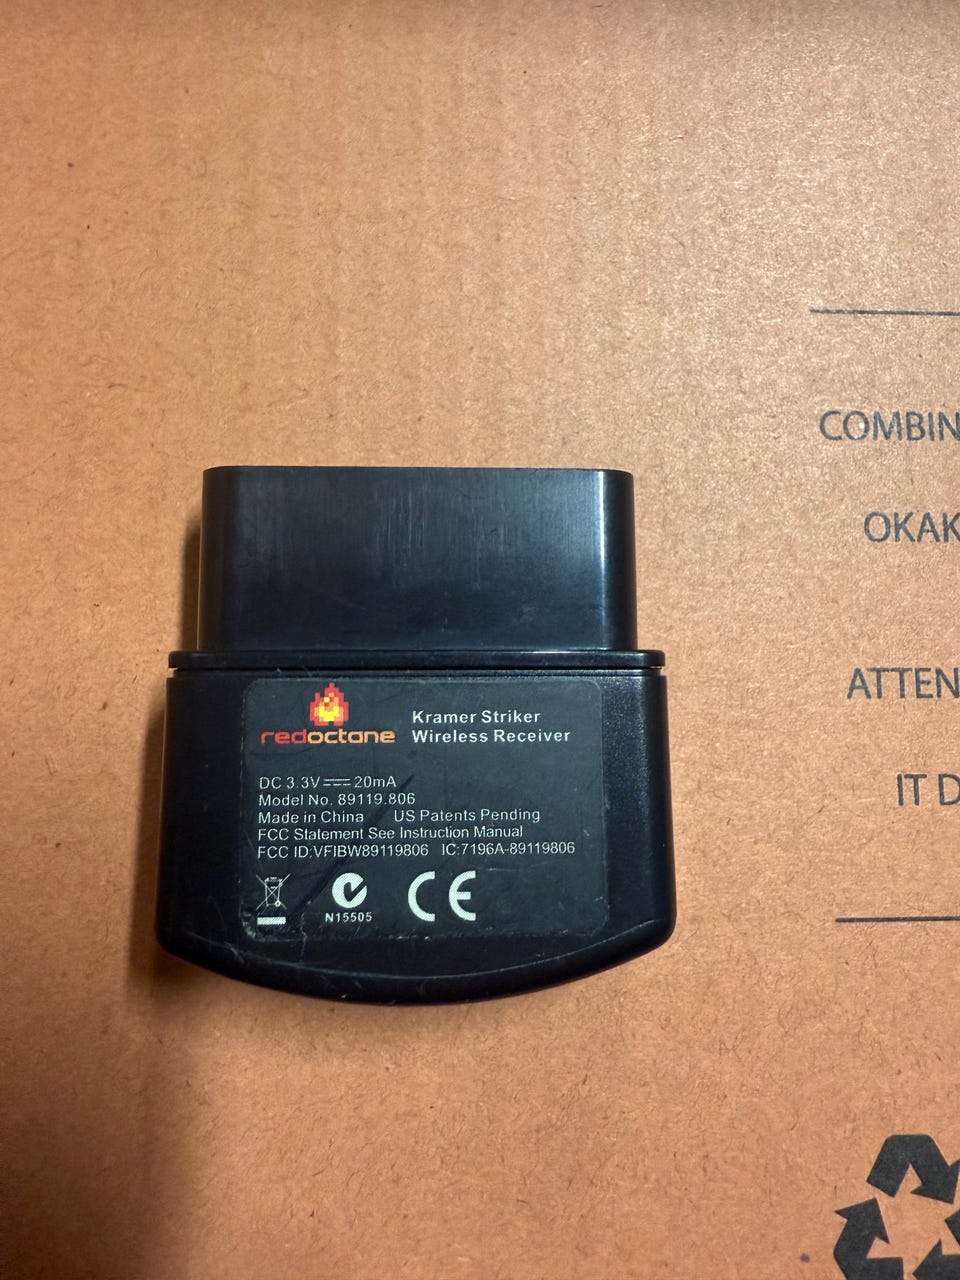 COMBIN
OKAK
ATTEN
IT D
redoctane
Kramer Striker
Wireless Receiver
DC 3.3V 20mA
Model No. 89119.806
Made in China US Patents Pending
FCC Statement See Instruction Manual
FCC ID:VFIBW89119806 IC:7196A-89119806
N15505
CE